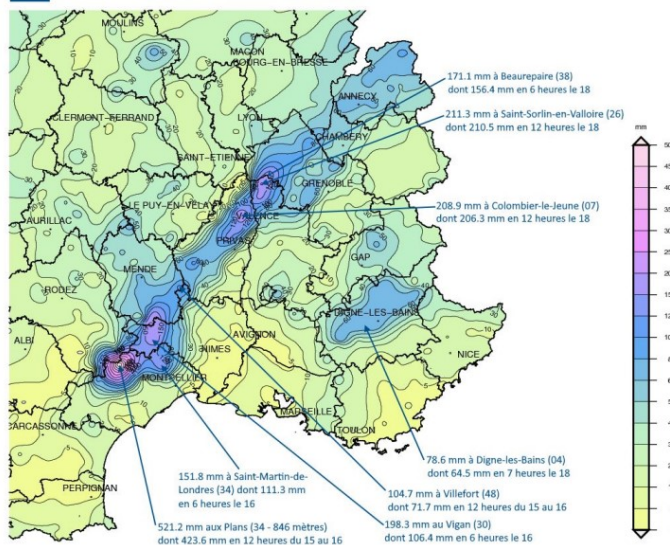 MOULINS
MACON
BOURG-EN-BRESSE
ANNECY
CLERMONT-FERRAND
LYON
CHAMBERY
SAINT-ETIENNE
GRENOBLE
LE PUY-EN-VELAY
AURILLAC
VALENCE
PRIVAS
MENDE
GAP
RODEZ
DIGNE-LES-BAINS
ALBI
AVIGNON
NIMES
NICE
MONTPELLIER
MARSEILLE
CARCASSONNE
TOULON
PERPIGNAN
171.1 mm à Beaurepaire (38)
dont 156.4 mm en 6 heures le 18
211.3 mm à Saint-Sorlin-en-Valloire (26)
dont 210.5 mm en 12 heures le 18
208.9 mm à Colombier-le-Jeune (07)
dont 206.3 mm en 12 heures le 18
78.6 mm à Digne-les-Bains (04)
dont 64.5 mm en 7 heures le 18
151.8 mm à Saint-Martin-de-
Londres (34) dont 111.3 mm
en 6 heures le 16
104.7 mm à Villefort (48)
dont 71.7 mm en 12 heures du 15 au 16
521.2 mm aux Plans (34 - 846 mètres)
dont 423.6 mm en 12 heures du 15 au 16
198.3 mm au Vigan (30)
dont 106.4 mm en 6 heures le 16
mm